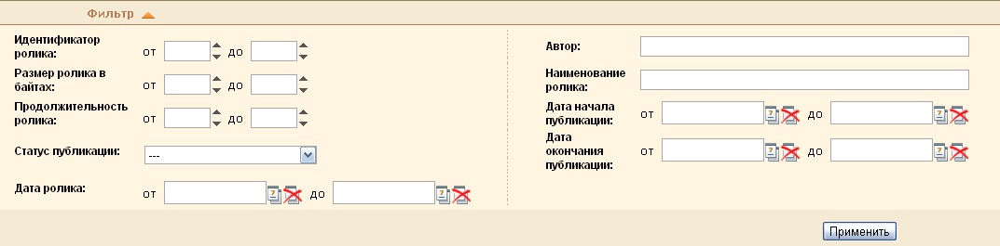 Фильтр
Идентификатор
ролика:
от до
Размер ролика в
байтах:
от до
Продолжительность
ролика:
от до
Статус публикации:
---
Дата ролика:
от до
Автор:
Наименование
ролика:
Дата начала
публикации:
от до
Дата
окончания
публикации:
от до
Применить